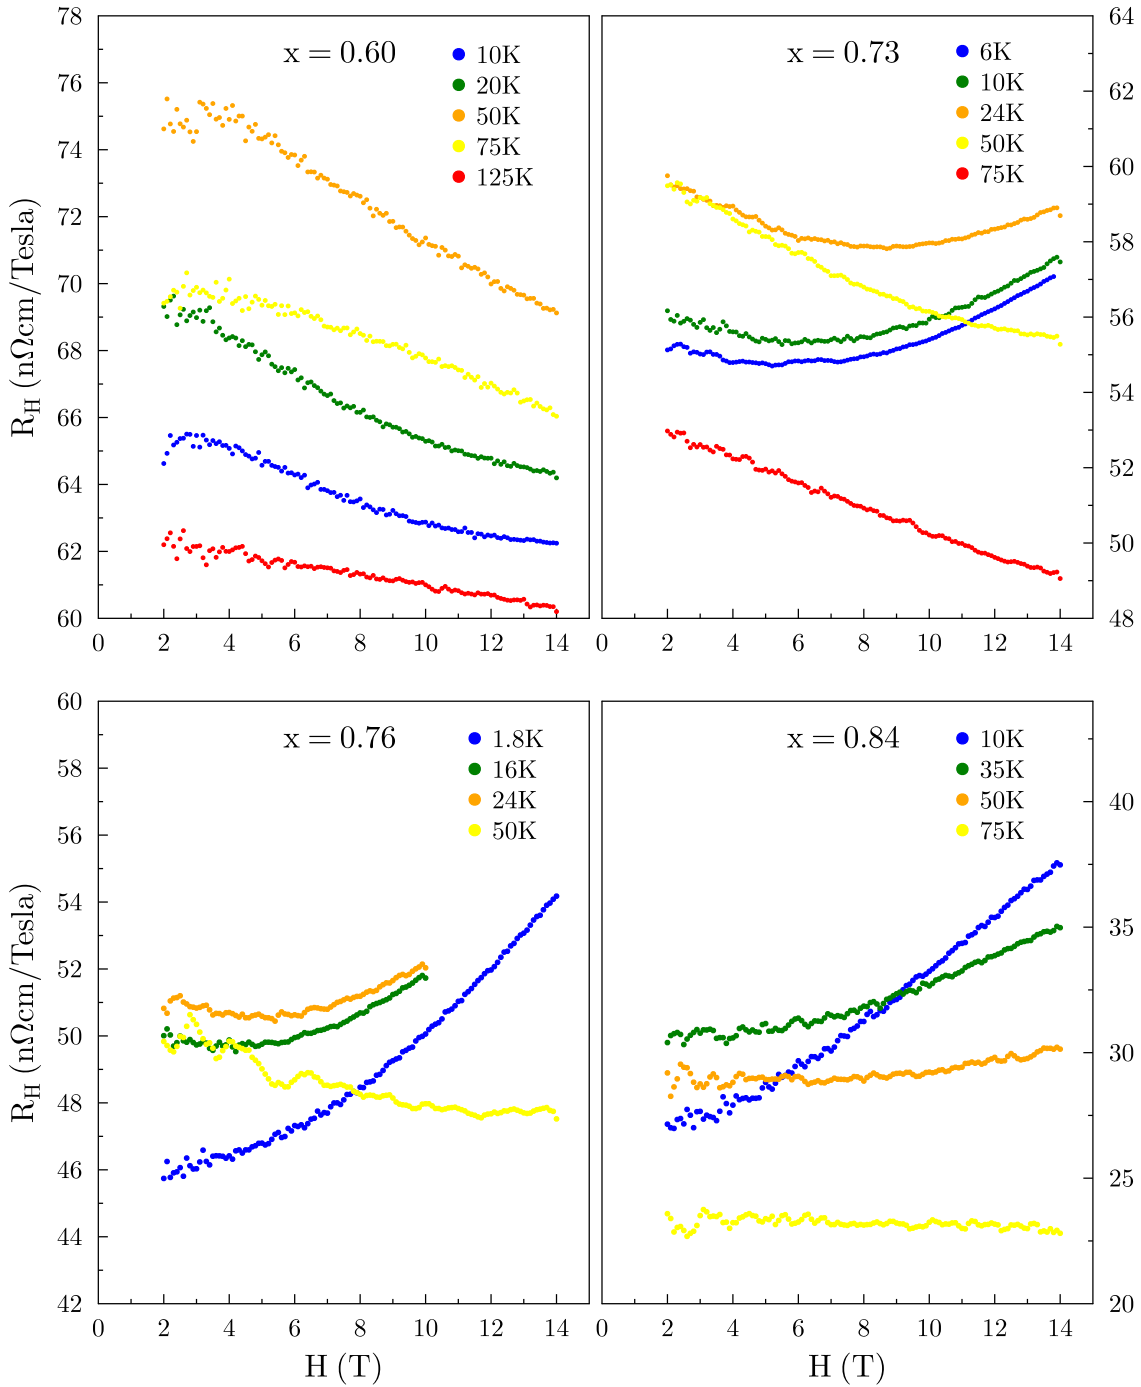 78
76
74
72
70
68
66
64
62
60
R_H (nΩcm/Tesla)
x = 0.60
10K
20K
50K
75K
125K
0 2 4 6 8 10 12 14
x = 0.73
6K
10K
24K
50K
75K
64
62
60
58
56
54
52
50
48
0 2 4 6 8 10 12 14
60
58
56
54
52
50
48
46
44
42
R_H (nΩcm/Tesla)
x = 0.76
1.8K
16K
24K
50K
0 2 4 6 8 10 12 14
H (T)
x = 0.84
10K
35K
50K
75K
40
35
30
25
20
0 2 4 6 8 10 12 14
H (T)